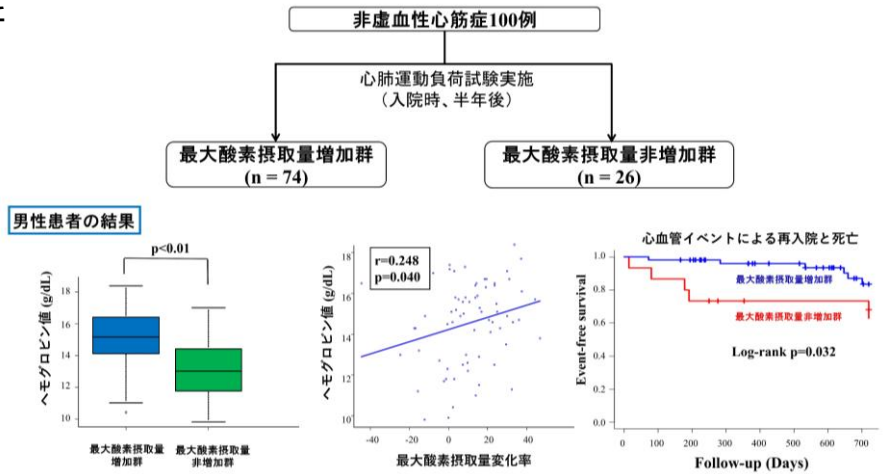 非虚血性心筋症100例
心肺運動負荷試験実施
（入院時、半年後）
最大酸素摂取量増加群
(n = 74)
最大酸素摂取量非増加群
(n = 26)
男性患者の結果
p<0.01
ヘモグロビン値 (g/dL)
18
16
14
12
10
最大酸素摂取量
増加群
最大酸素摂取量
非増加群
r=0.248
p=0.040
ヘモグロビン値 (g/dL)
18
16
14
12
10
-40
-20
0
20
40
最大酸素摂取量変化率
心血管イベントによる再入院と死亡
Event-free survival
1.0
0.8
0.6
0.4
0.2
0.0
最大酸素摂取量増加群
最大酸素摂取量非増加群
Log-rank p=0.032
0
100
200
300
400
500
600
700
Follow-up (Days)